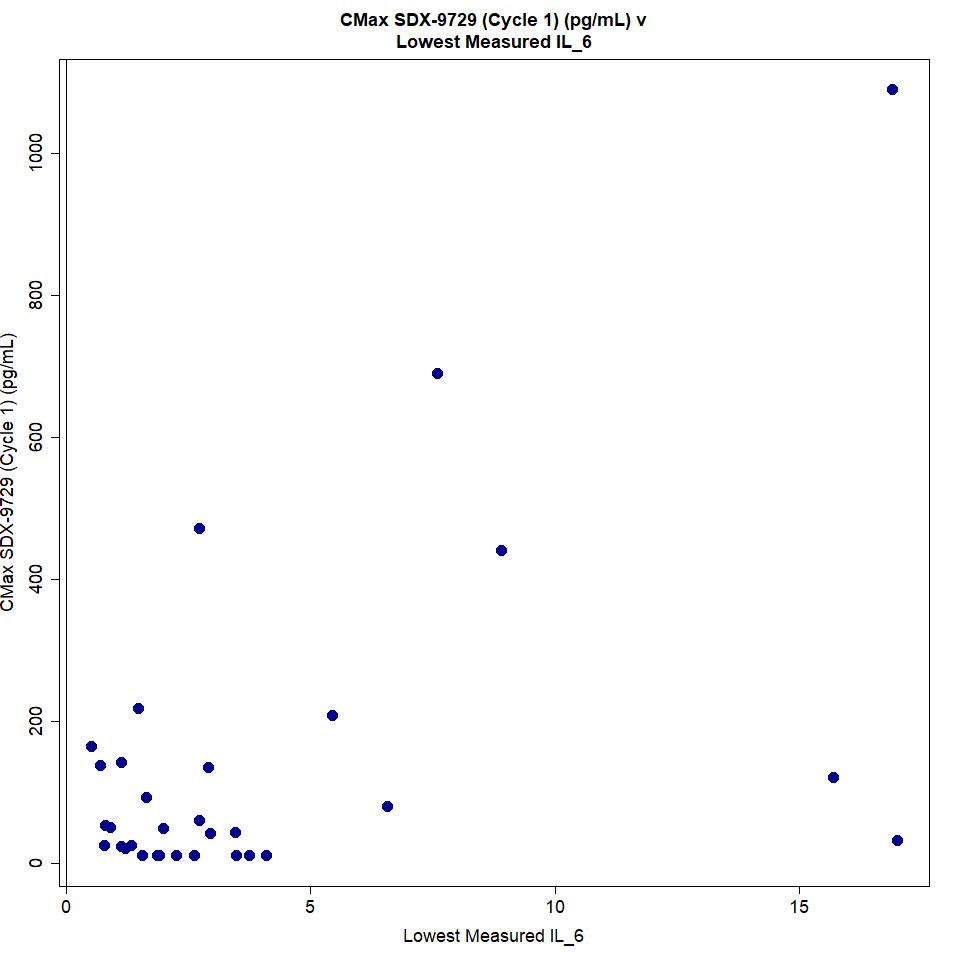 CMax SDX-9729 (Cycle 1) (pg/mL) v
Lowest Measured IL_6
CMax SDX-9729 (Cycle 1) (pg/mL)
1000
800
600
400
200
0
0 5 10 15
Lowest Measured IL_6